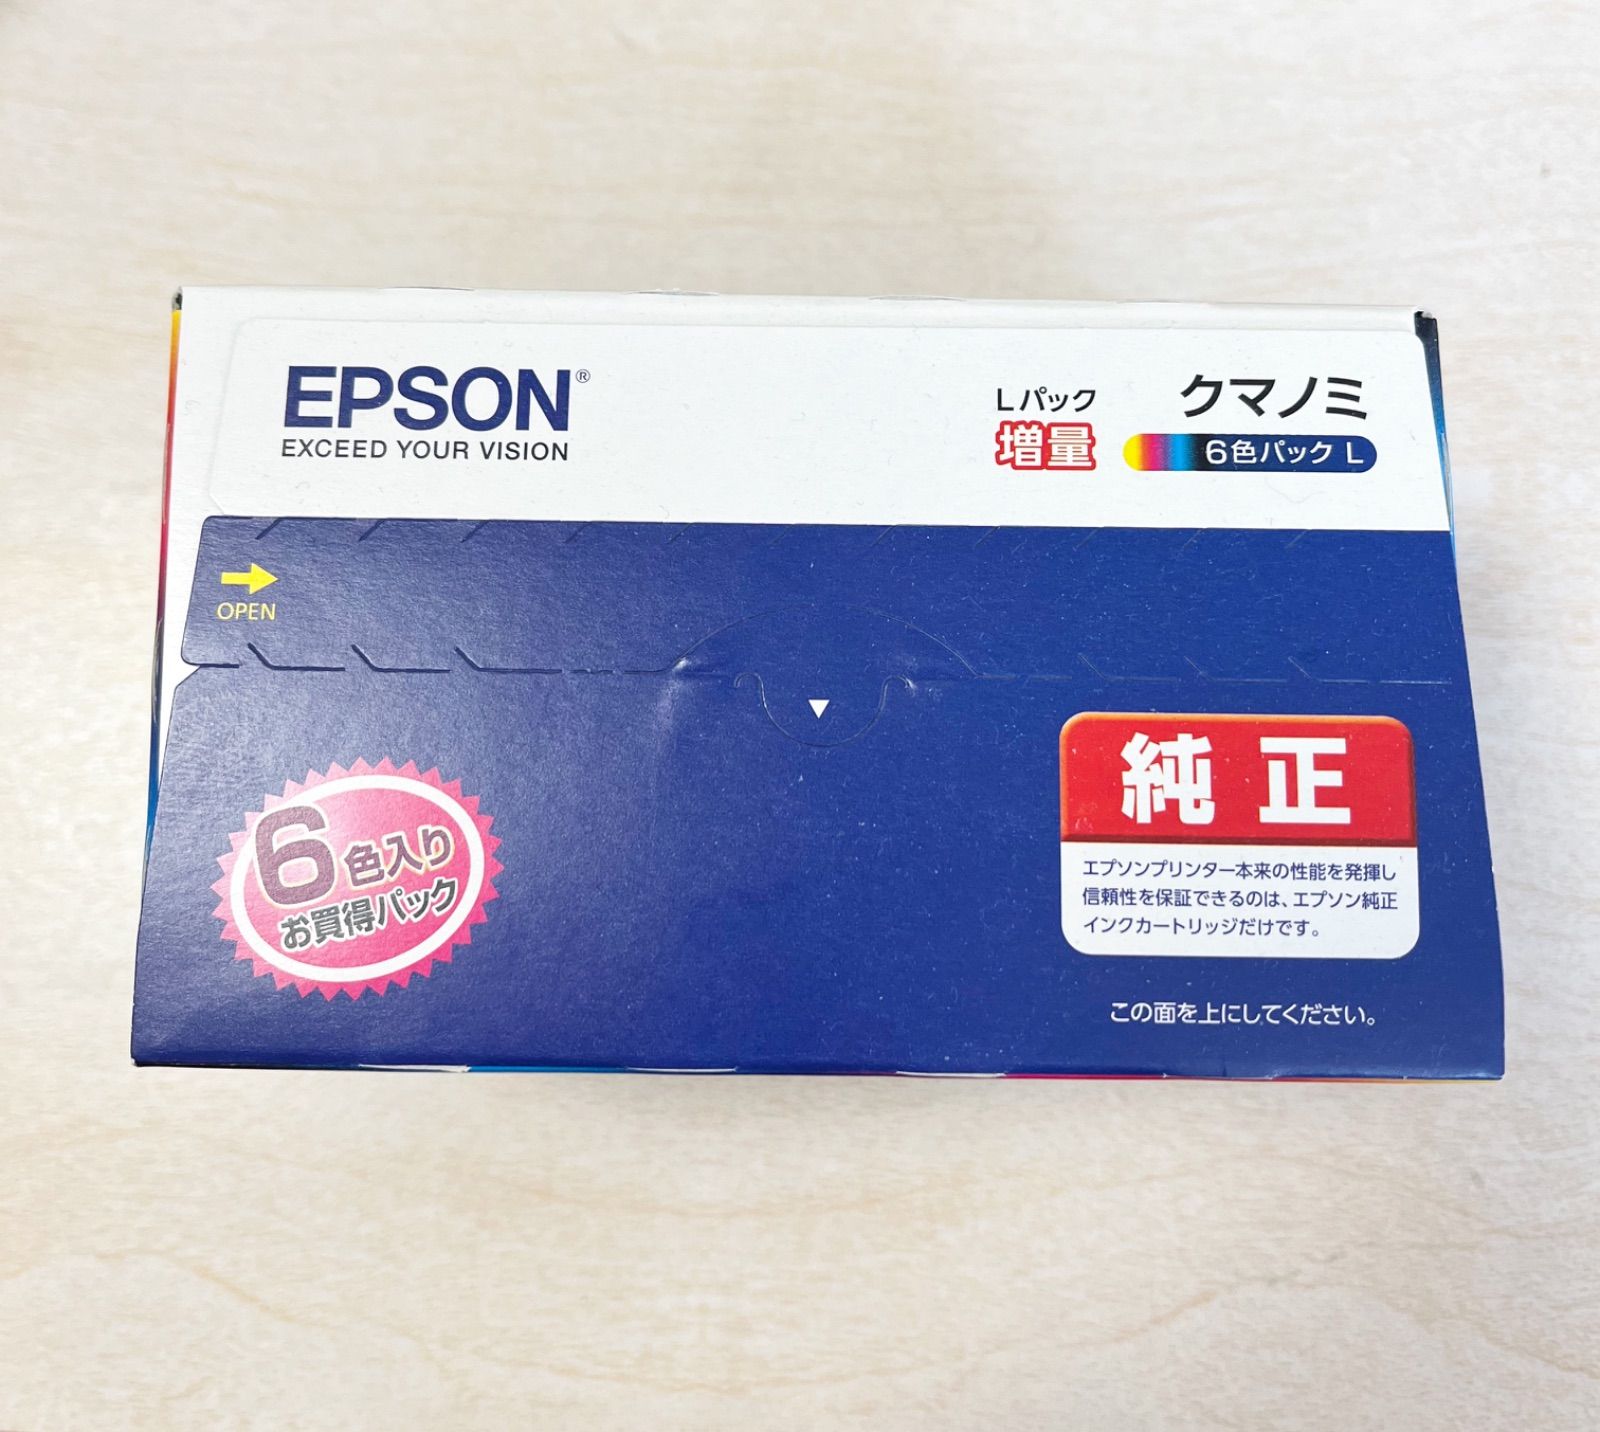 EPSON®
EXCEED YOUR VISION
Lパック
増量
クマノミ
6色パック L
OPEN
6色入り
お買得パック
純正
エプソンプリンター本来の性能を発揮し
信頼性を保証できるのは、エプソン純正
インクカートリッジだけです。
この面を上にしてください。